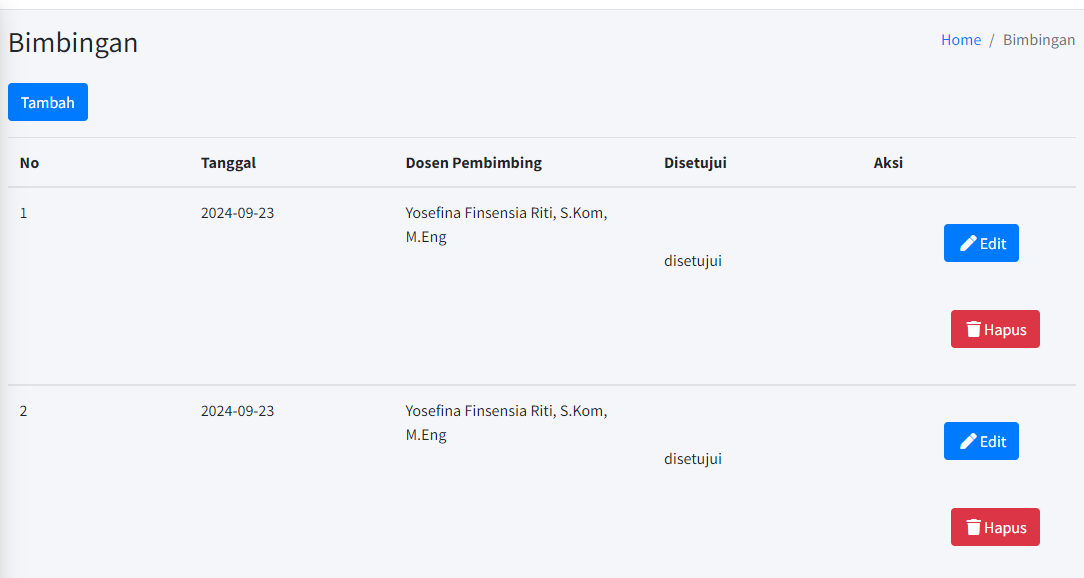 Bimbingan
Home / Bimbingan
Tambah
No Tanggal Dosen Pembimbing Disetujui Aksi
1 2024-09-23 Yosefina Finsensia Riti, S.Kom,
M.Eng
Edit
disetujui
Hapus
2 2024-09-23 Yosefina Finsensia Riti, S.Kom,
M.Eng
Edit
disetujui
Hapus